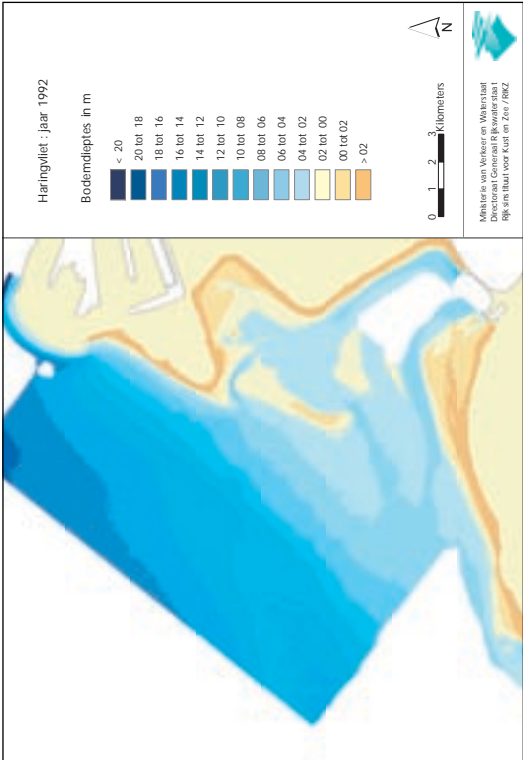 Haringvliet : jaar 1992
Bodemdieptes in m
< 20
20 tot 18
18 tot 16
16 tot 14
14 tot 12
12 tot 10
10 tot 08
08 tot 06
06 tot 04
04 tot 02
02 tot 00
00 tot 02
> 02
0 1 2 3 Kilometers
N
Ministerie van Verkeer en Waterstaat
Directoraat Generaal Rijkswaterstaat
Rijksinstituut voor Kust en Zee / RIKZ